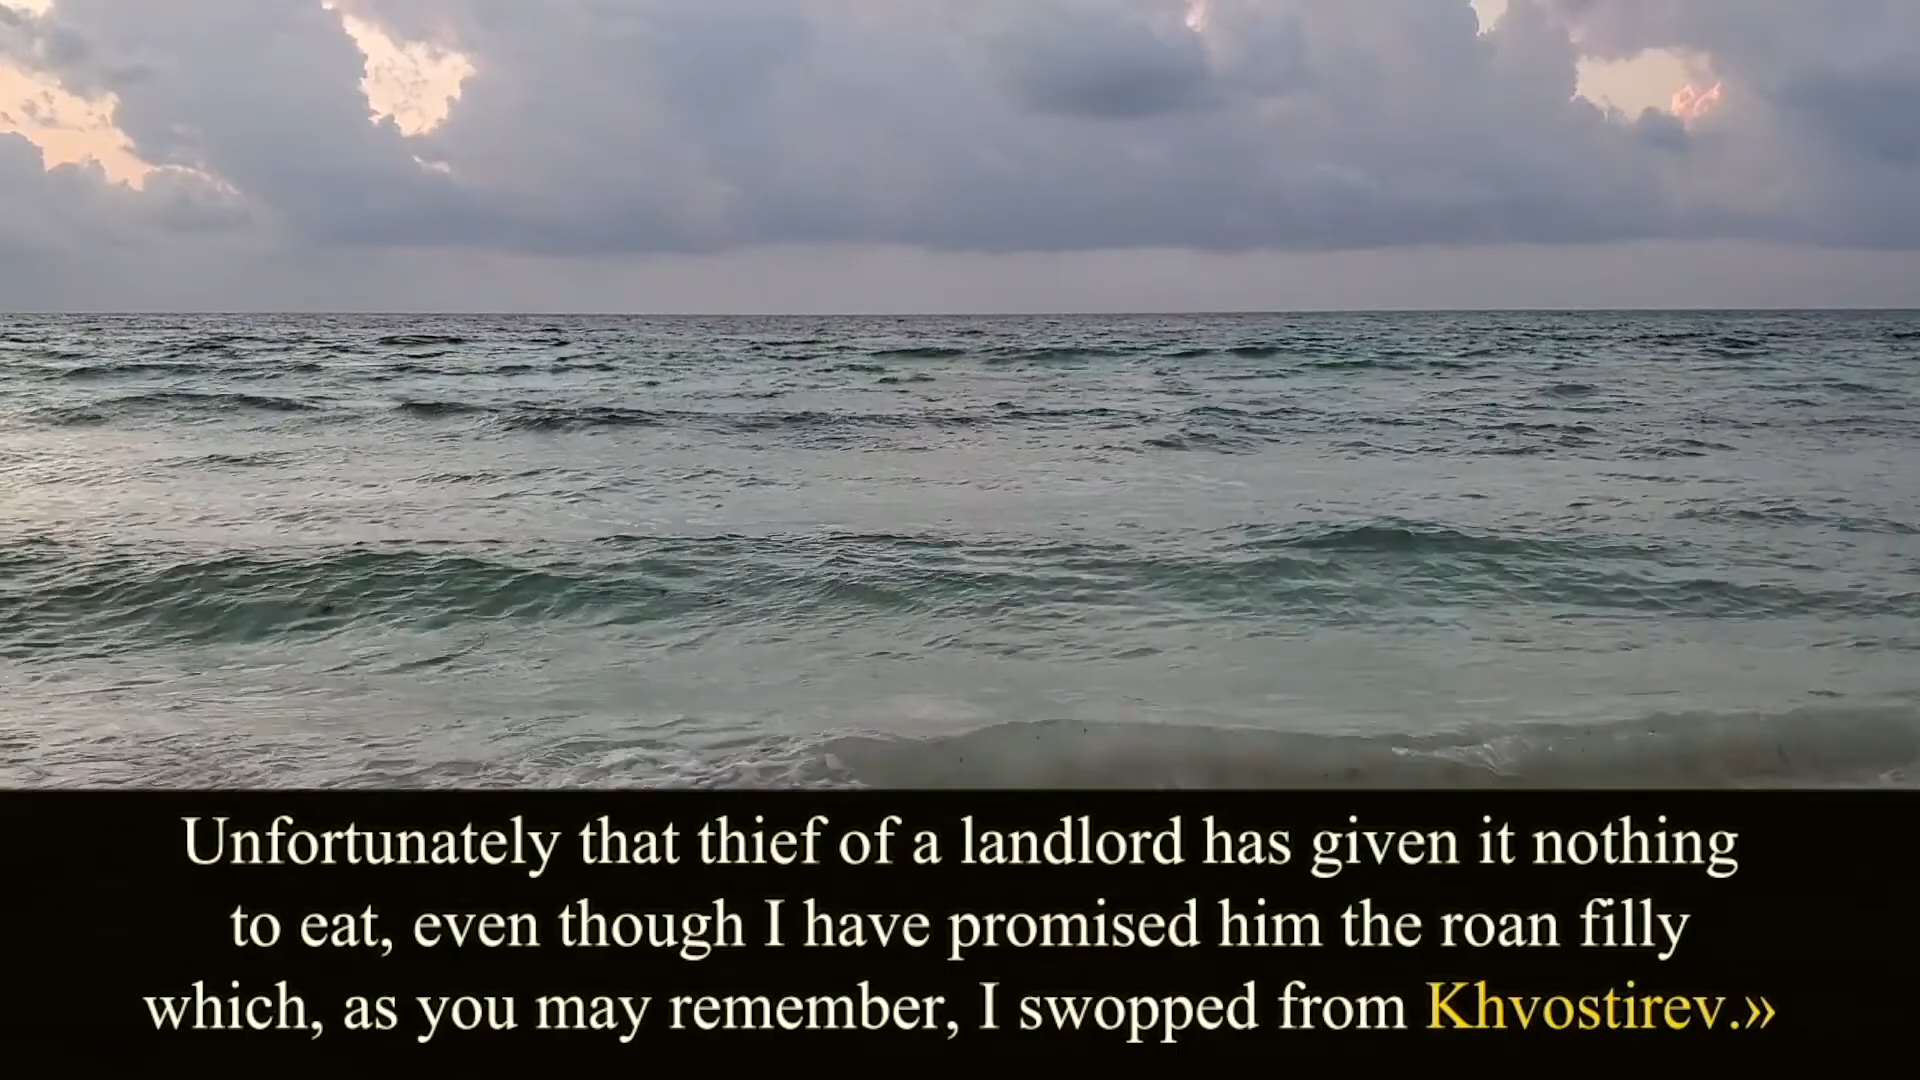 Unfortunately that thief of a landlord has given it nothing
to eat, even though I have promised him the roan filly
which, as you may remember, I swopped from Khvostirev.»